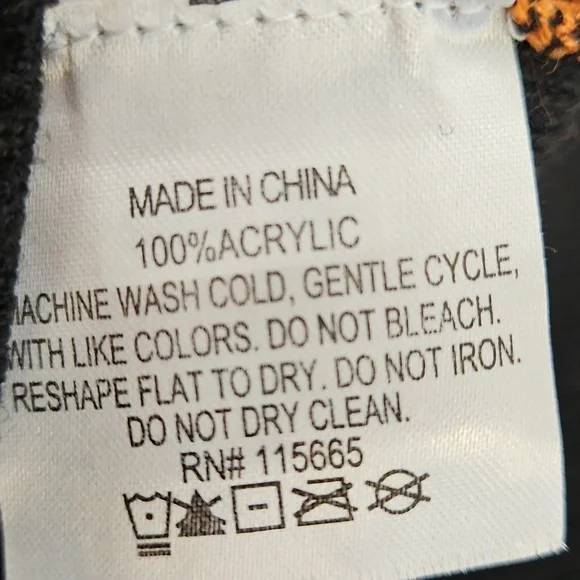 MADE IN CHINA
100%ACRYLIC
MACHINE WASH COLD, GENTLE CYCLE,
WITH LIKE COLORS. DO NOT BLEACH.
RESHAPE FLAT TO DRY. DO NOT IRON.
DO NOT DRY CLEAN.
RN# 115665